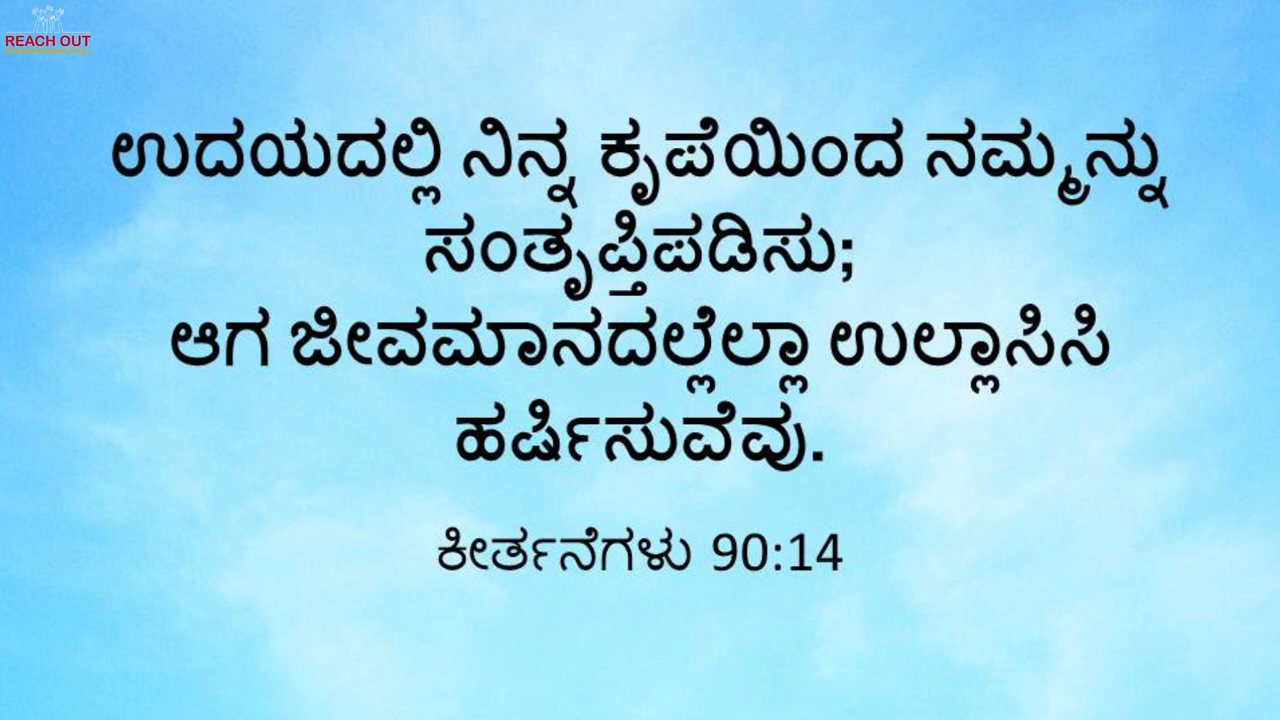 REACH OUT
ಉದಯದಲ್ಲಿ ನಿನ್ನ ಕೃಪೆಯಿಂದ ನಮ್ಮನ್ನು
ಸಂತೃಪ್ತಿಪಡಿಸು;
ಆಗ ಜೀವಮಾನದಲ್ಲೆಲ್ಲಾ ಉಲ್ಲಾಸಿಸಿ
ಹರ್ಷಿಸುವೆವು.
ಕೀರ್ತನೆಗಳು 90:14